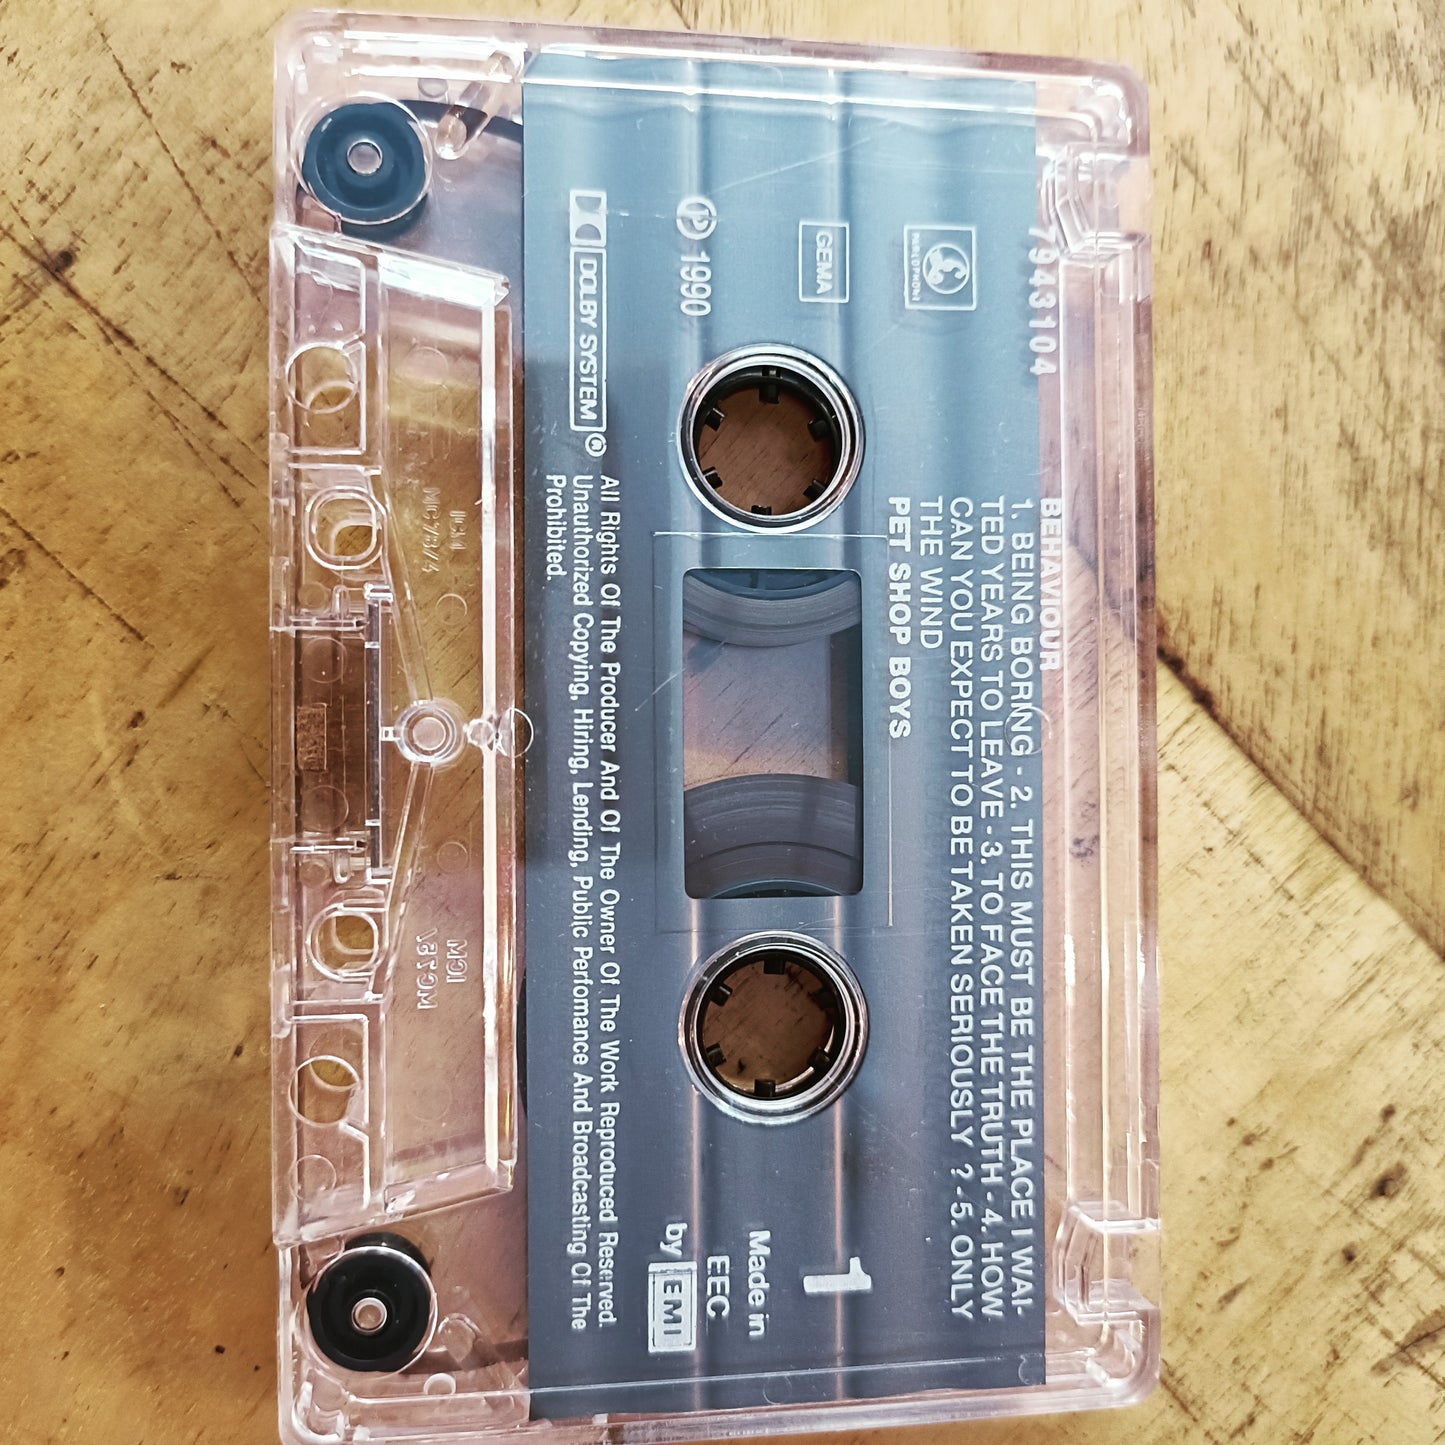 7943104
BEHAVIOUR
1. BEING BORING - 2. THIS MUST BE THE PLACE I WAI-
TED YEARS TO LEAVE - 3. TO FACE THE TRUTH - 4. HOW
CAN YOU EXPECT TO BE TAKEN SERIOUSLY ? - 5. ONLY
THE WIND
PET SHOP BOYS
PARLOPHONE
GEMA
℗ 1990
1
Made in
EEC
by EMI
DOLBY SYSTEM ®
All Rights Of The Producer And Of The Owner Of The Work Reproduced Reserved.
Unauthorized Copying, Hiring, Lending, Public Perfomance And Broadcasting Of The
Prohibited.
ICM